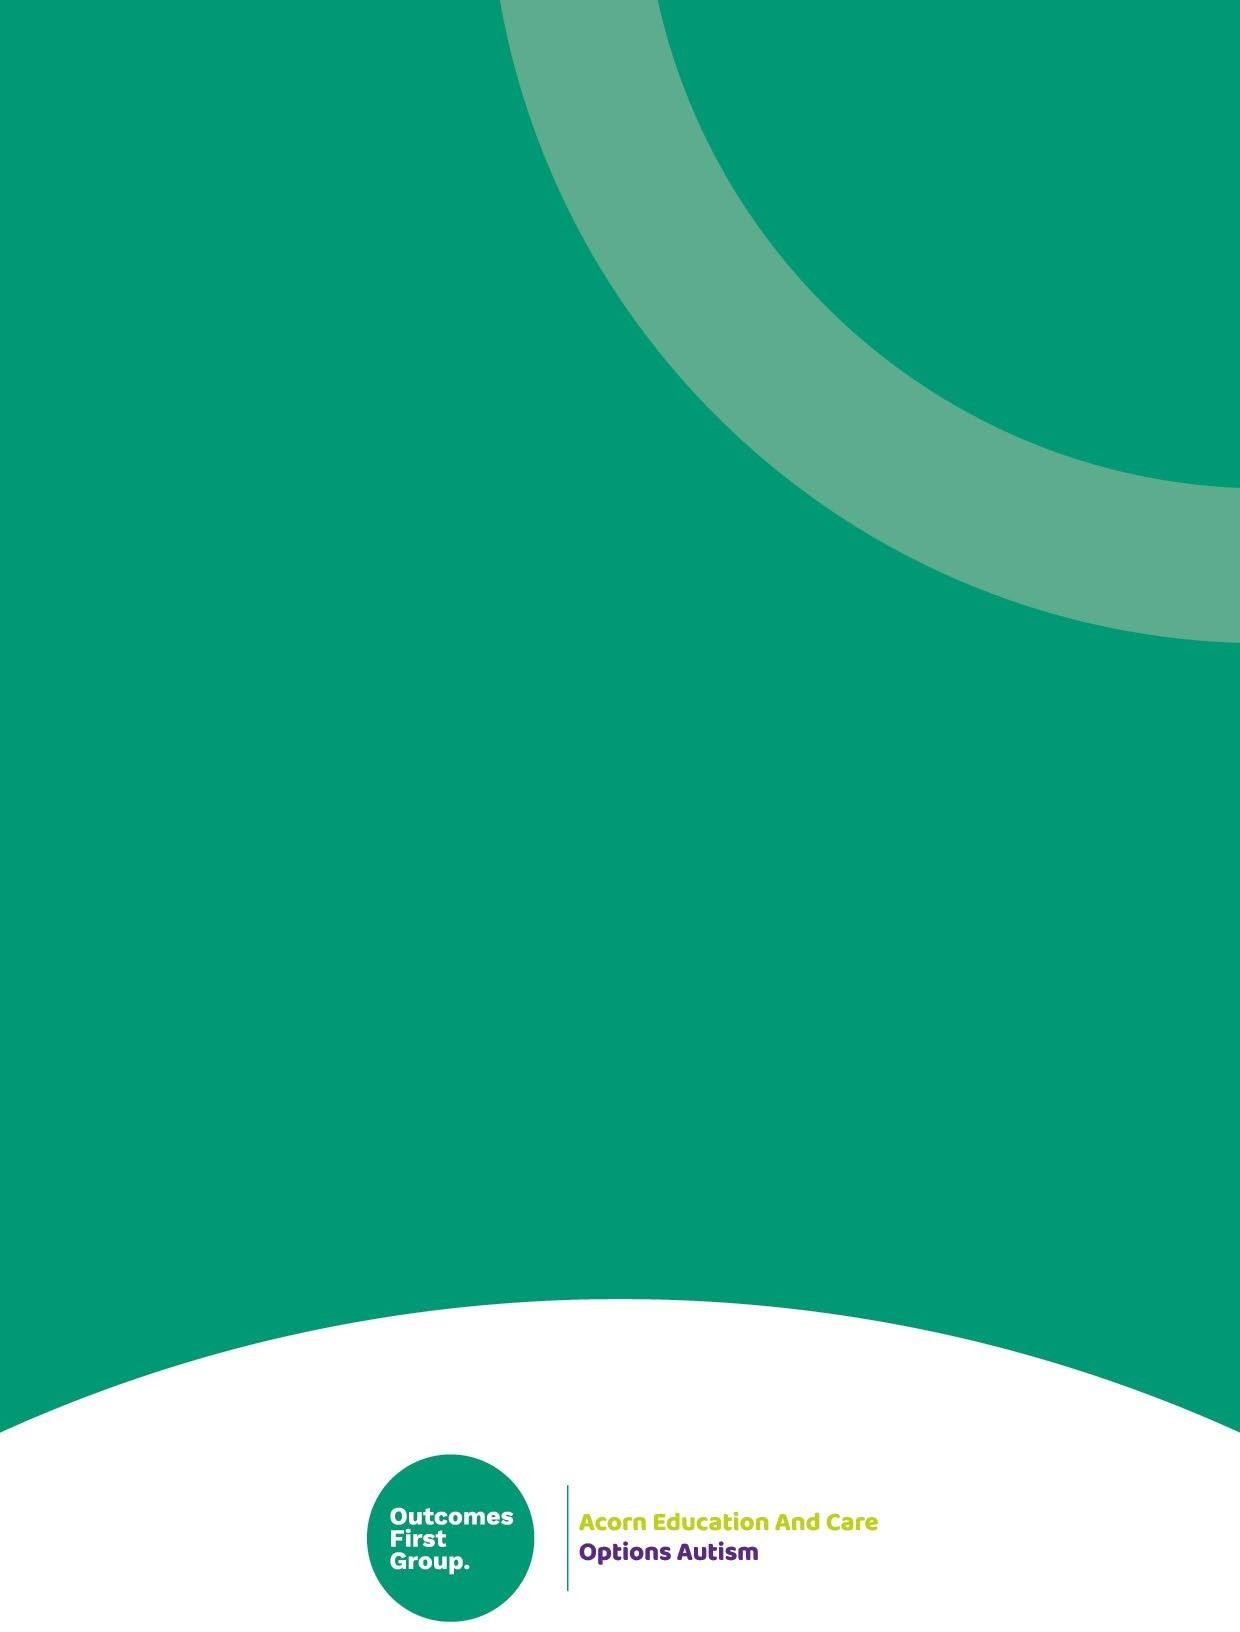 Outcomes
First
Group.
Acorn Education And Care
Options Autism